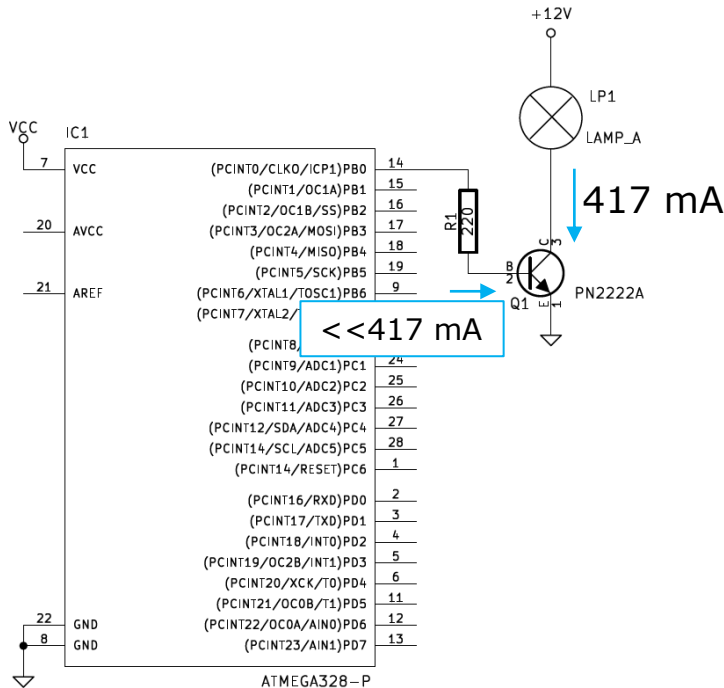 +12V
LP1
LAMP_A
VCC
IC1
7 VCC (PCINT0/CLKO/ICP1)PB0 14
(PCINT1/OC1A)PB1 15
(PCINT2/OC1B/SS)PB2 16
20 AVCC (PCINT3/OC2A/MOSI)PB3 17
(PCINT4/MISO)PB4 18
(PCINT5/SCK)PB5 19
21 AREF (PCINT6/XTAL1/TOSC1)PB6 9
(PCINT7/XTAL2/
R1
220
417 mA
C
3
B
2
Q1
E
1
PN2222A
<<417 mA
(PCINT8/
(PCINT9/ADC1)PC1 24
(PCINT10/ADC2)PC2 25
(PCINT11/ADC3)PC3 26
(PCINT12/SDA/ADC4)PC4 27
(PCINT14/SCL/ADC5)PC5 28
(PCINT14/RESET)PC6 1
(PCINT16/RXD)PD0 2
(PCINT17/TXD)PD1 3
(PCINT18/INT0)PD2 4
(PCINT19/OC2B/INT1)PD3 5
(PCINT20/XCK/T0)PD4 6
(PCINT21/OC0B/T1)PD5 11
22 GND (PCINT22/OC0A/AIN0)PD6 12
8 GND (PCINT23/AIN1)PD7 13
ATMEGA328-P